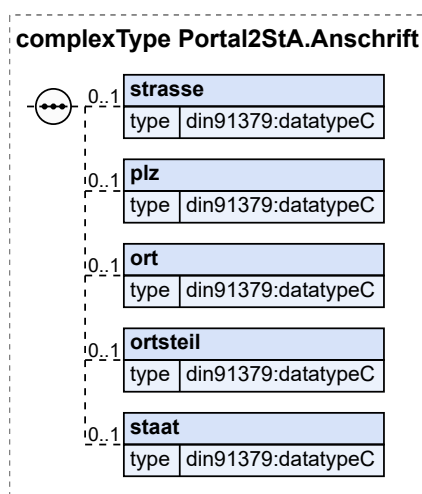 complexType Portal2StA.Anschrift
0..1 strasse
type din91379:datatypeC
0..1 plz
type din91379:datatypeC
0..1 ort
type din91379:datatypeC
0..1 ortsteil
type din91379:datatypeC
0..1 staat
type din91379:datatypeC